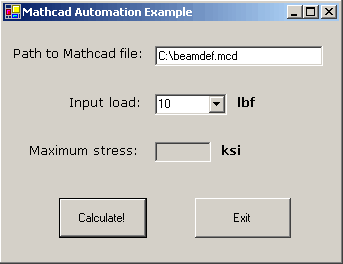 Mathcad Automation Example
Path to Mathcad file: C:\beamdef.mcd
Input load: 10 lbf
Maximum stress: ksi
Calculate! Exit